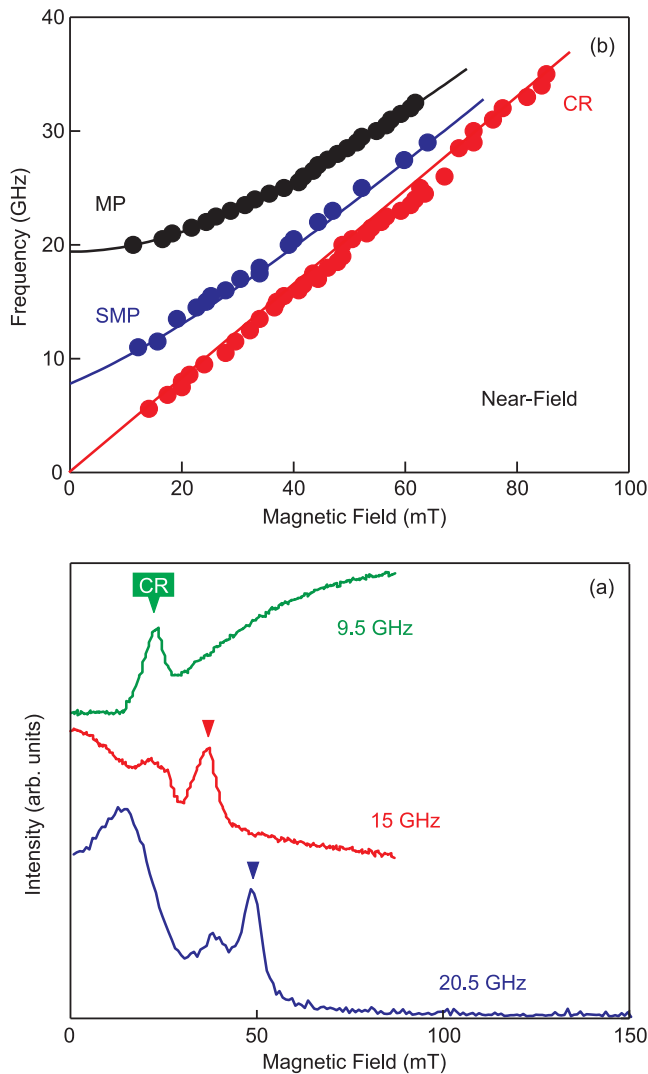 40
(b)
CR
30
MP
20
Frequency (GHz)
SMP
10
Near-Field
0
0 20 40 60 80 100
Magnetic Field (mT)
CR
(a)
9.5 GHz
Intensity (arb. units)
15 GHz
20.5 GHz
0 50 100 150
Magnetic Field (mT)